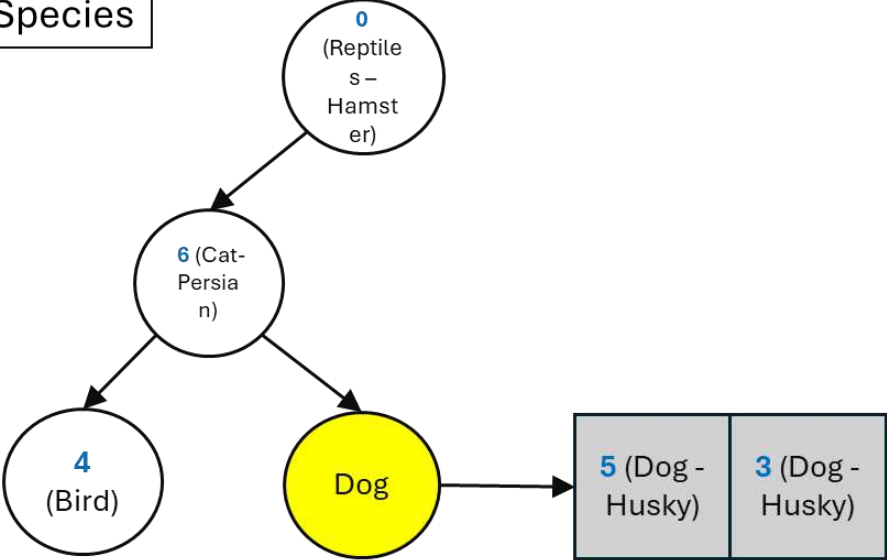 Species
0
(Reptile
s –
Hamst
er)
6 (Cat-
Persia
n)
4
(Bird)
Dog
5 (Dog -
Husky)
3 (Dog -
Husky)